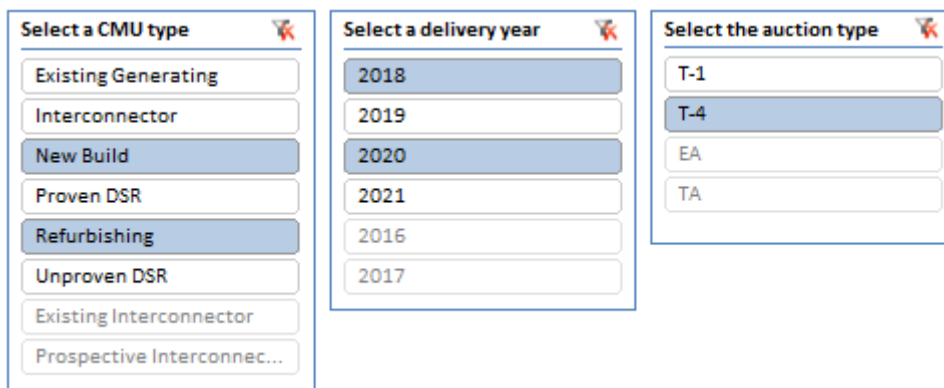 Select a CMU type
Existing Generating
Interconnector
New Build
Proven DSR
Refurbishing
Unproven DSR
Existing Interconnector
Prospective Interconnec...
Select a delivery year
2018
2019
2020
2021
2016
2017
Select the auction type
T-1
T-4
EA
TA